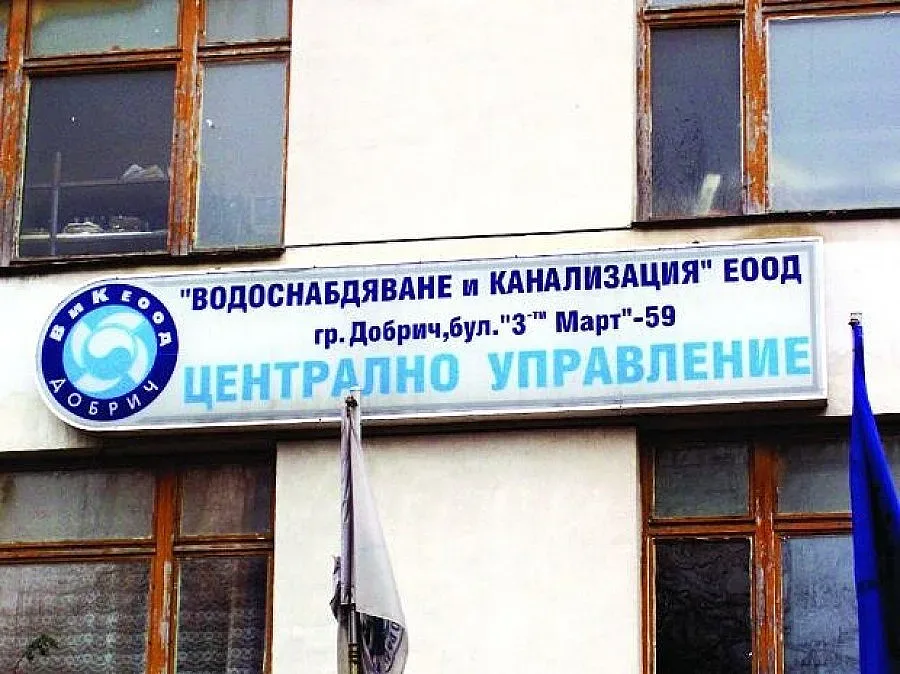 ВиК ЕООД
ДОБРИЧ
"ВОДОСНАБДЯВАНЕ и КАНАЛИЗАЦИЯ" ЕООД
гр. Добрич,бул."3-ти Март"-59
ЦЕНТРАЛНО УПРАВЛЕНИЕ